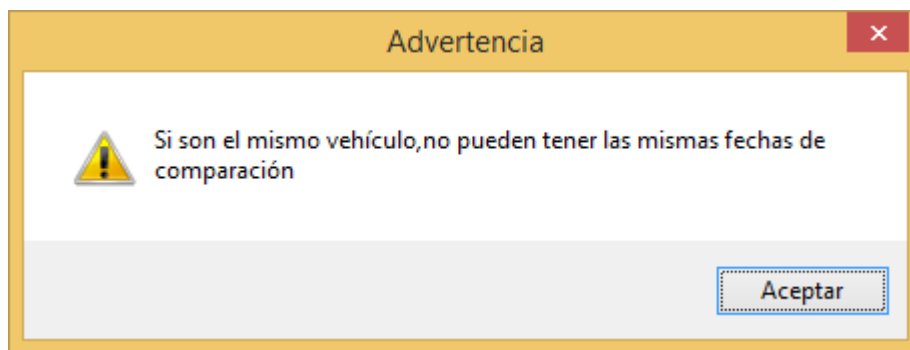 Advertencia
Si son el mismo vehículo,no pueden tener las mismas fechas de
comparación
Aceptar